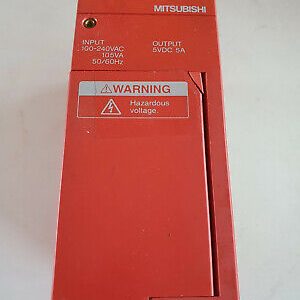 MITSUBISHI
INPUT
100-240VAC
105VA
50/60Hz
OUTPUT
5VDC 5A
WARNING
Hazardous
voltage.